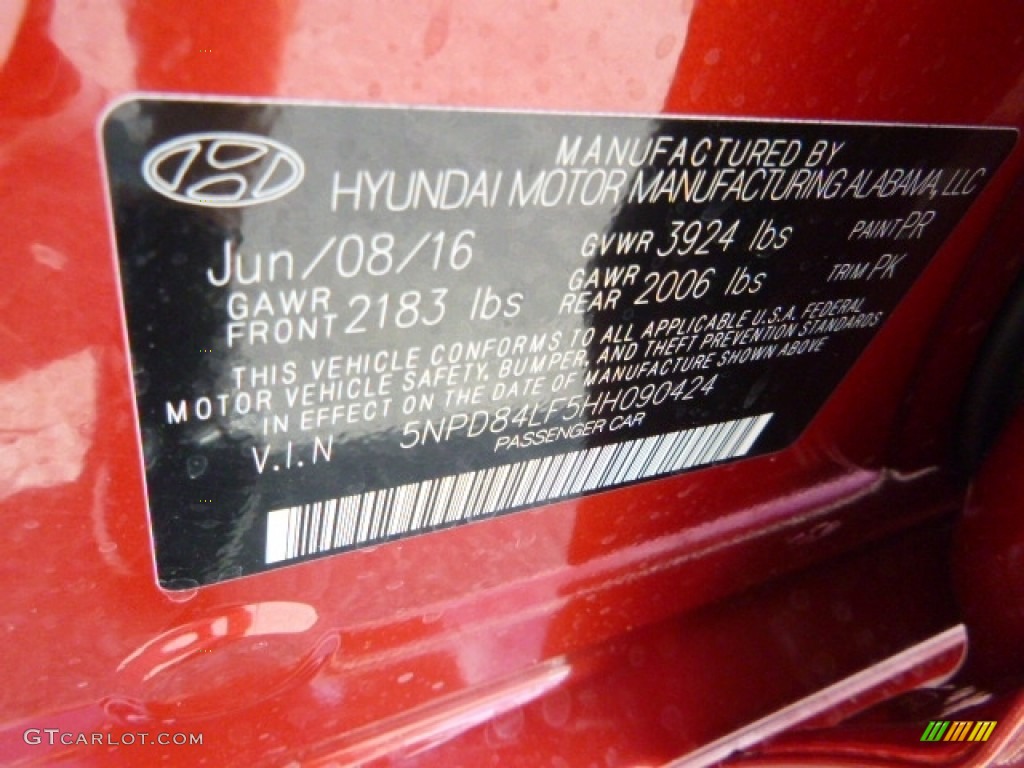 MANUFACTURED BY
HYUNDAI MOTOR MANUFACTURING ALABAMA, LLC
Jun/08/16 GVWR 3924 lbs PAINT PR
GAWR FRONT 2183 lbs GAWR REAR 2006 lbs TRIM PK
THIS VEHICLE CONFORMS TO ALL APPLICABLE U.S.A. FEDERAL
MOTOR VEHICLE SAFETY, BUMPER, AND THEFT PREVENTION STANDARDS
IN EFFECT ON THE DATE OF MANUFACTURE SHOWN ABOVE
V.I.N 5NPD84LF5HH090424
PASSENGER CAR
GTCARLOT.COM